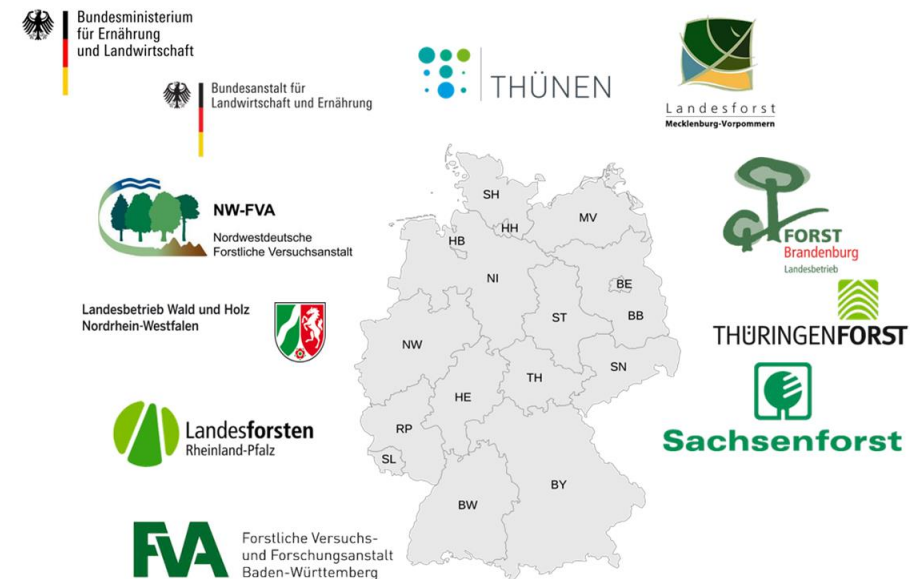 Bundesministerium
für Ernährung
und Landwirtschaft
Bundesanstalt für
Landwirtschaft und Ernährung
THÜNEN
Landesforst
Mecklenburg-Vorpommern
NW-FVA
Nordwestdeutsche
Forstliche Versuchsanstalt
FORST
Brandenburg
Landesbetrieb
Landesbetrieb Wald und Holz
Nordrhein-Westfalen
THÜRINGENFORST
Sachsenforst
Landesforsten
Rheinland-Pfalz
FVA
Forstliche Versuchs-
und Forschungsanstalt
Baden-Württemberg
SH
HH
MV
HB
NI
BE
BB
ST
NW
SN
TH
HE
RP
SL
BY
BW